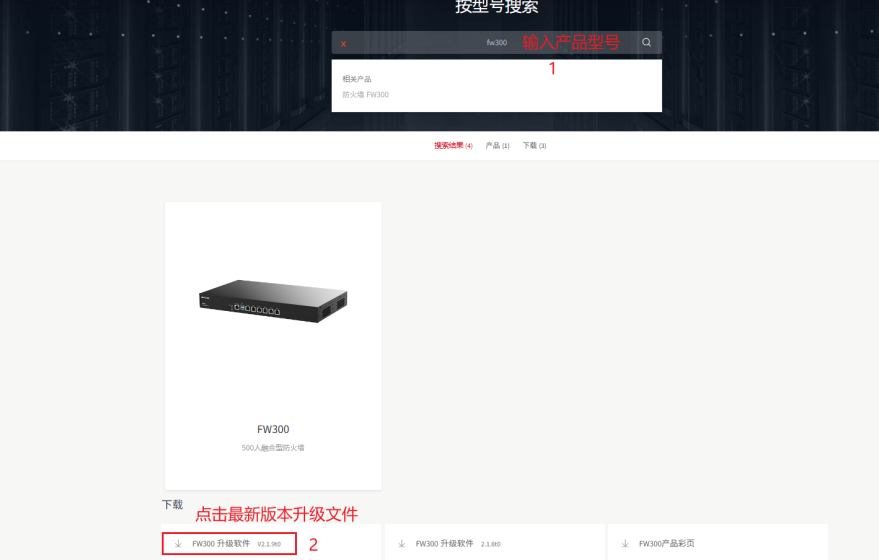 按型号搜索
x fw300 输入产品型号
1
相关产品
防火墙 FW300
搜索结果 (4) 产品 (1) 下载 (3)
FW300
500人融合型防火墙
下载
点击最新版本升级文件
FW300 升级软件 V2.1.9t0 2 FW300 升级软件 2.1.8t0 FW300产品彩页